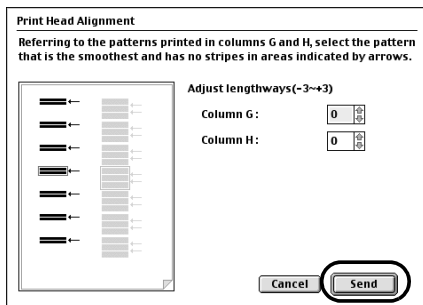 Print Head Alignment
Referring to the patterns printed in columns G and H, select the pattern
that is the smoothest and has no stripes in areas indicated by arrows.
Adjust lengthways(-3~+3)
Column G: 0
Column H: 0
Cancel Send